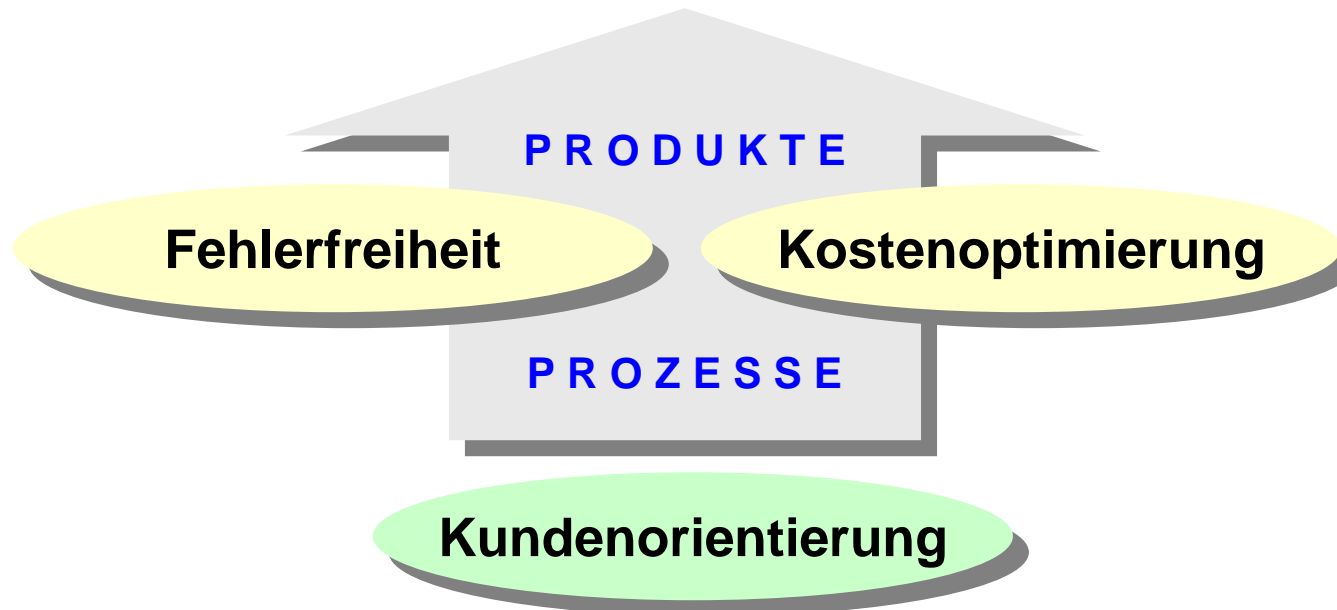 P R O D U K T E
Fehlerfreiheit
Kostenoptimierung
P R O Z E S S E
Kundenorientierung